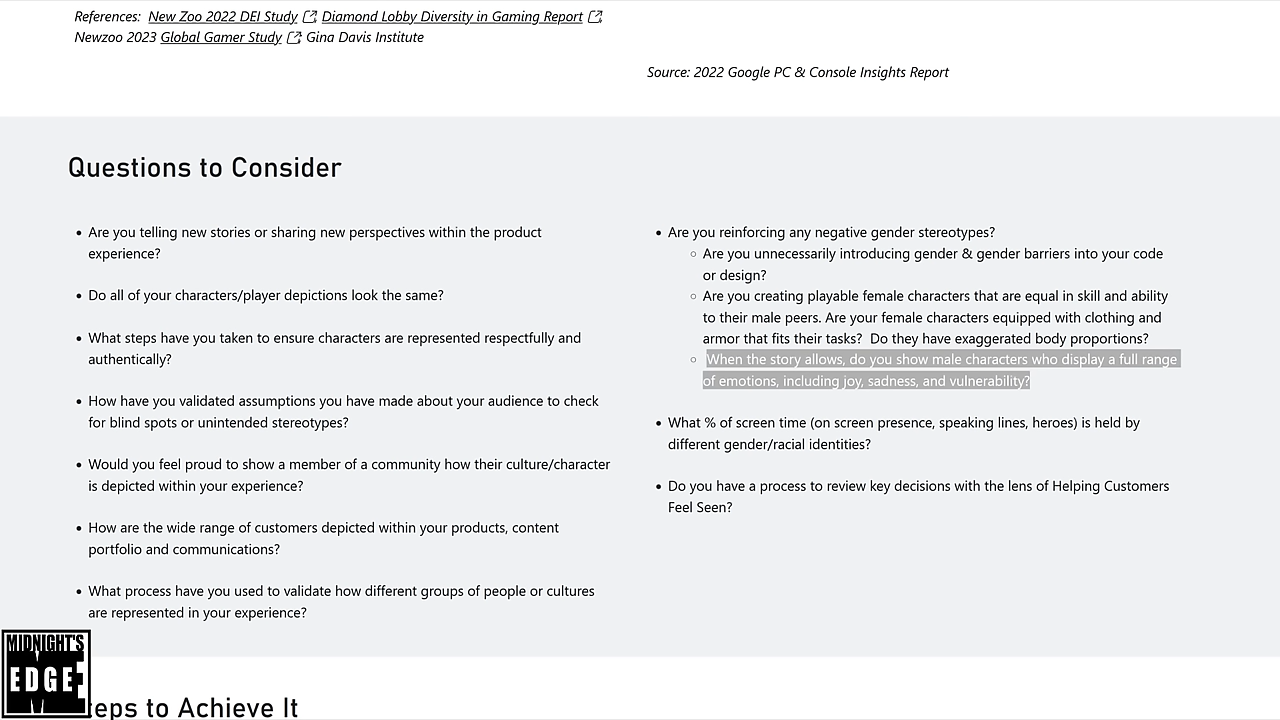 References: New Zoo 2022 DEI Study, Diamond Lobby Diversity in Gaming Report,
Newzoo 2023 Global Gamer Study, Gina Davis Institute
Source: 2022 Google PC & Console Insights Report
Questions to Consider
Are you telling new stories or sharing new perspectives within the product
experience?
Do all of your characters/player depictions look the same?
What steps have you taken to ensure characters are represented respectfully and
authentically?
How have you validated assumptions you have made about your audience to check
for blind spots or unintended stereotypes?
Would you feel proud to show a member of a community how their culture/character
is depicted within your experience?
How are the wide range of customers depicted within your products, content
portfolio and communications?
What process have you used to validate how different groups of people or cultures
are represented in your experience?
Are you reinforcing any negative gender stereotypes?
Are you unnecessarily introducing gender & gender barriers into your code
or design?
Are you creating playable female characters that are equal in skill and ability
to their male peers. Are your female characters equipped with clothing and
armor that fits their tasks? Do they have exaggerated body proportions?
When the story allows, do you show male characters who display a full range
of emotions, including joy, sadness, and vulnerability?
What % of screen time (on screen presence, speaking lines, heroes) is held by
different gender/racial identities?
Do you have a process to review key decisions with the lens of Helping Customers
Feel Seen?
MIDNIGHT'S
EDGE
teps to Achieve It